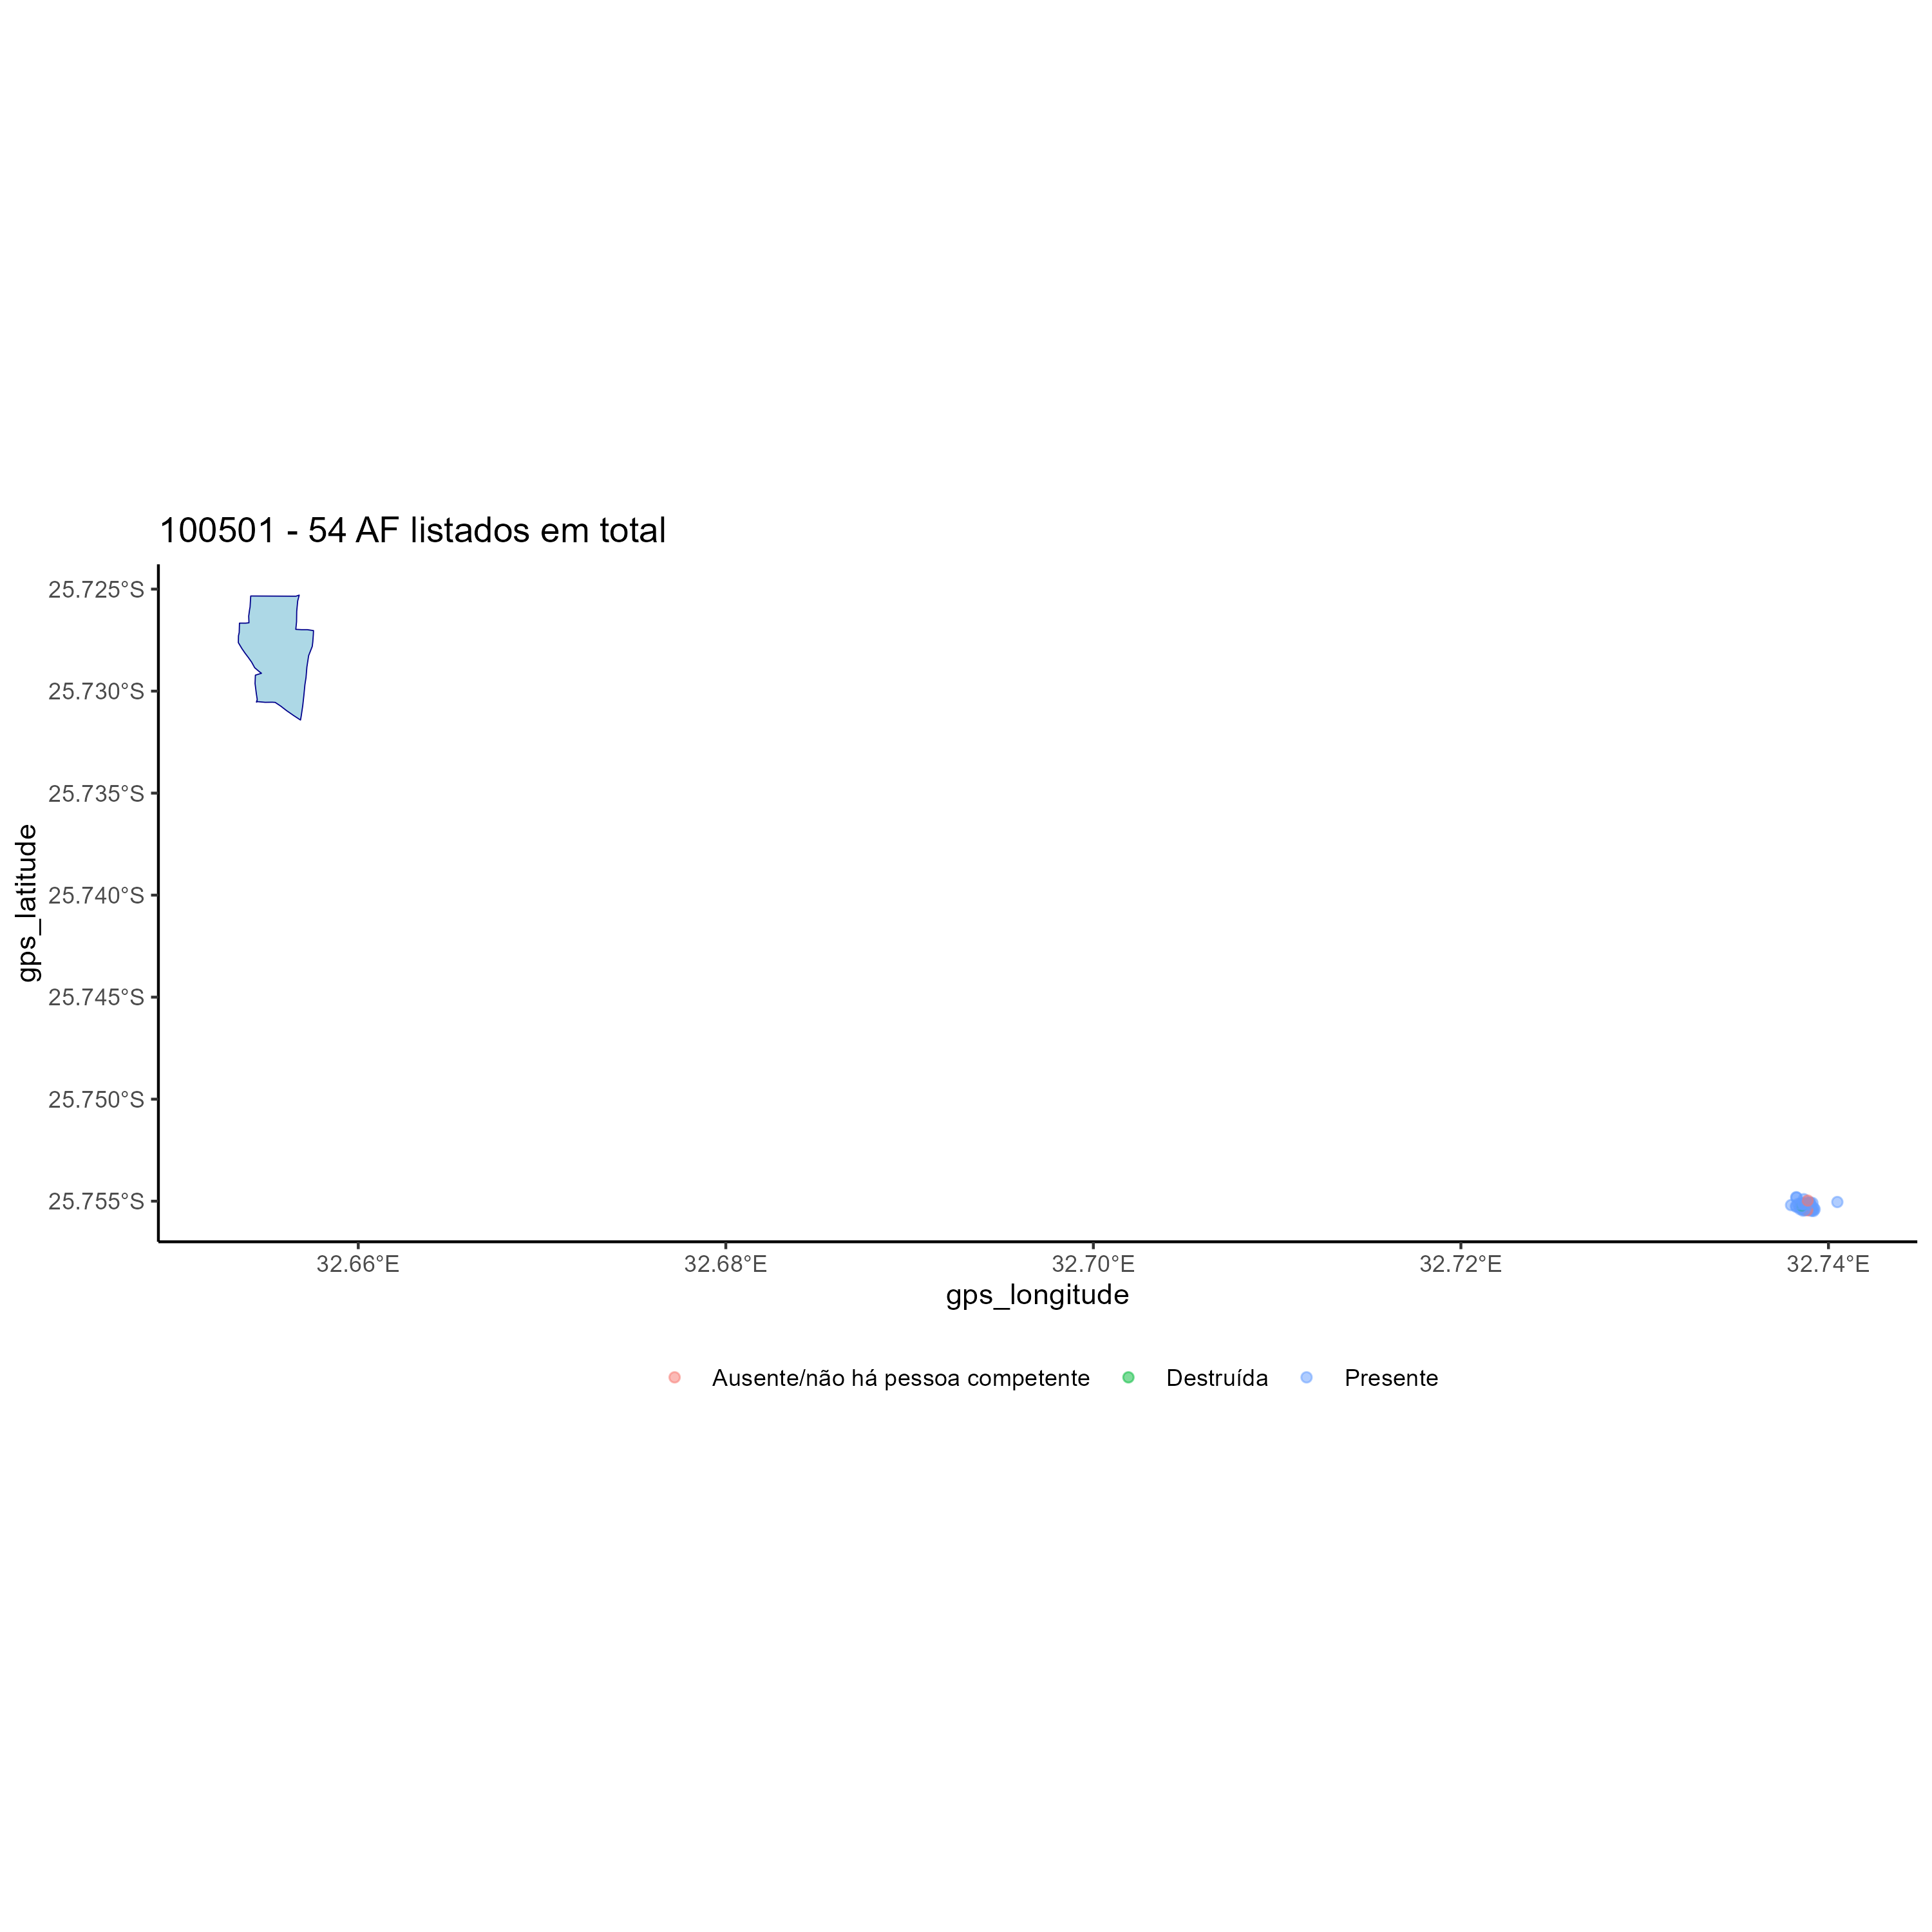 100501 - 54 AF listados em total
25.725°S
25.730°S
25.735°S
25.740°S
25.745°S
25.750°S
25.755°S
gps_latitude
32.66°E 32.68°E 32.70°E 32.72°E 32.74°E
gps_longitude
Ausente/não há pessoa competente Destruída Presente